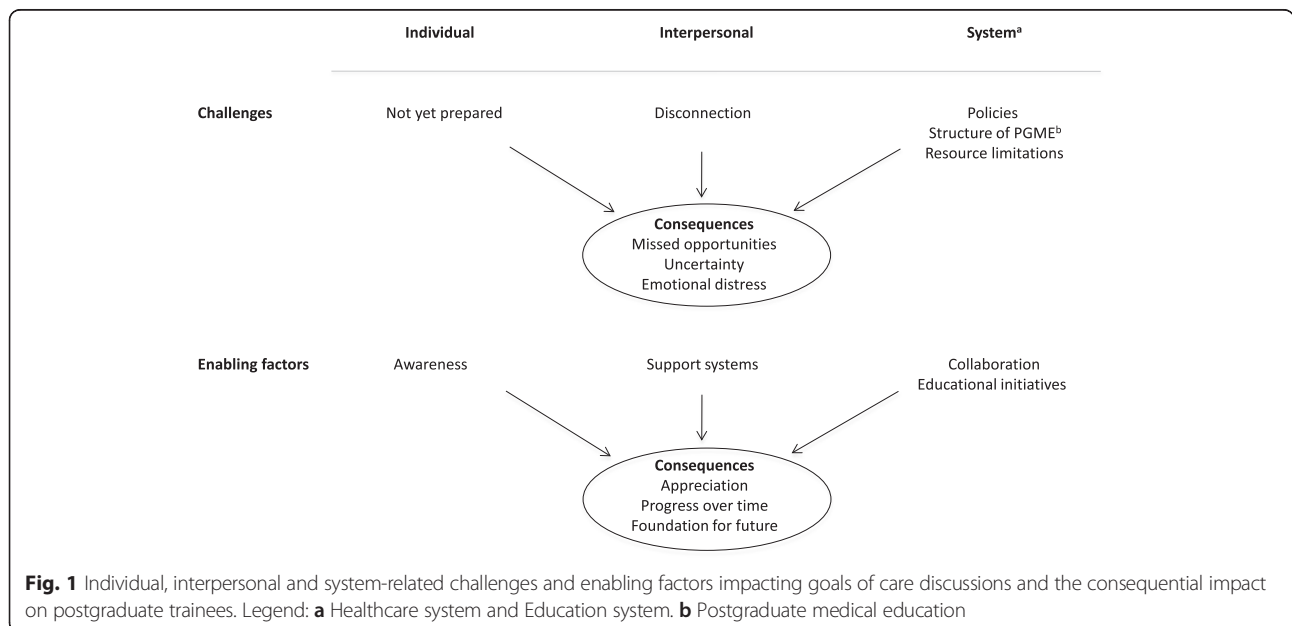 Individual Interpersonal Systemᵃ
Challenges Not yet prepared Disconnection Policies
Structure of PGMEᵇ
Resource limitations
Consequences
Missed opportunities
Uncertainty
Emotional distress
Enabling factors Awareness Support systems Collaboration
Educational initiatives
Consequences
Appreciation
Progress over time
Foundation for future
Fig. 1 Individual, interpersonal and system-related challenges and enabling factors impacting goals of care discussions and the consequential impact
on postgraduate trainees. Legend: a Healthcare system and Education system. b Postgraduate medical education